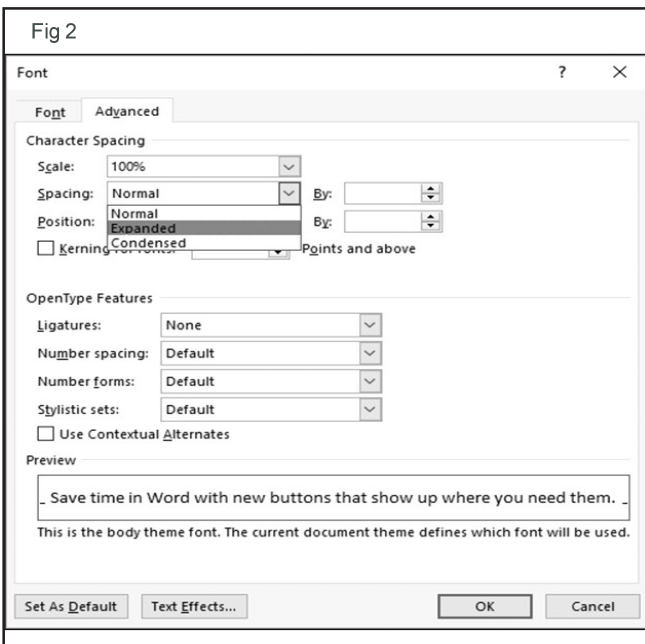 Fig 2
Font ? ×
Font Advanced
Character Spacing
Scale: 100%
Spacing: Normal By:
Normal
Position: Expanded By:
Condensed
Kerning for fonts: Points and above
OpenType Features
Ligatures: None
Number spacing: Default
Number forms: Default
Stylistic sets: Default
Use Contextual Alternates
Preview
Save time in Word with new buttons that show up where you need them.
This is the body theme font. The current document theme defines which font will be used.
Set As Default Text Effects... OK Cancel